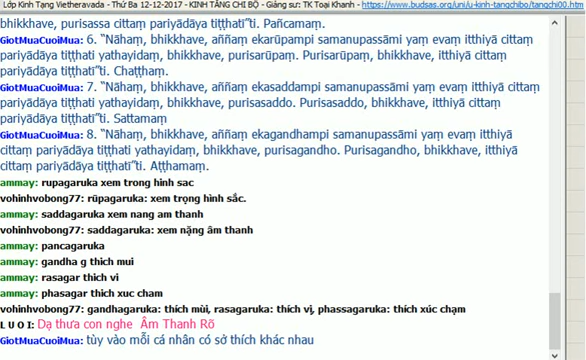 Lớp Kinh Tạng Vietheravada - Thứ Ba 12-12-2017 - KINH TĂNG CHI BỘ - Giảng sư: TK Toại Khanh - https://www.budsas.org/uni/u-kinh-tangchibo/tangchi00.htm
bhikkhave, purisassa cittaṃ pariyādāya tiṭṭhatī”ti. Pañcamaṃ.
GiotMuaCuoiMua: 6. “Nāhaṃ, bhikkhave, aññaṃ ekarūpampi samanupassāmi yaṃ evaṃ itthiyā cittaṃ
pariyādāya tiṭṭhati yathayidaṃ, bhikkhave, purisarūpaṃ. Purisarūpaṃ, bhikkhave, itthiyā cittaṃ
pariyādāya tiṭṭhatī”ti. Chaṭṭhaṃ.
GiotMuaCuoiMua: 7. “Nāhaṃ, bhikkhave, aññaṃ ekasaddampi samanupassāmi yaṃ evaṃ itthiyā cittaṃ
pariyādāya tiṭṭhati yathayidaṃ, bhikkhave, purisasaddo. Purisasaddo, bhikkhave, itthiyā cittaṃ
pariyādāya tiṭṭhatī”ti. Sattamaṃ
GiotMuaCuoiMua: 8. “Nāhaṃ, bhikkhave, aññaṃ ekagandhampi samanupassāmi yaṃ evaṃ itthiyā
cittaṃ pariyādāya tiṭṭhati yathayidaṃ, bhikkhave, purisagandho. Purisagandho, bhikkhave, itthiyā
cittaṃ pariyādāya tiṭṭhatī”ti. Aṭṭhamaṃ.
ammay: rupagaruka xem trong hinh sac
vohinhvobong77: rūpagaruka: xem trọng hình sắc.
ammay: saddagaruka xem nang am thanh
vohinhvobong77: saddagaruka: xem nặng âm thanh
ammay: pancagaruka
ammay: gandha g thich mui
ammay: rasagar thich vi
ammay: phasagar thich xuc cham
vohinhvobong77: gandhagaruka: thích mùi, rasagaruka: thích vị, phassagaruka: thích xúc chạm
L U O I: Dạ thưa con nghe Âm Thanh Rõ
GiotMuaCuoiMua: tùy vào mỗi cá nhân có sở thích khác nhau